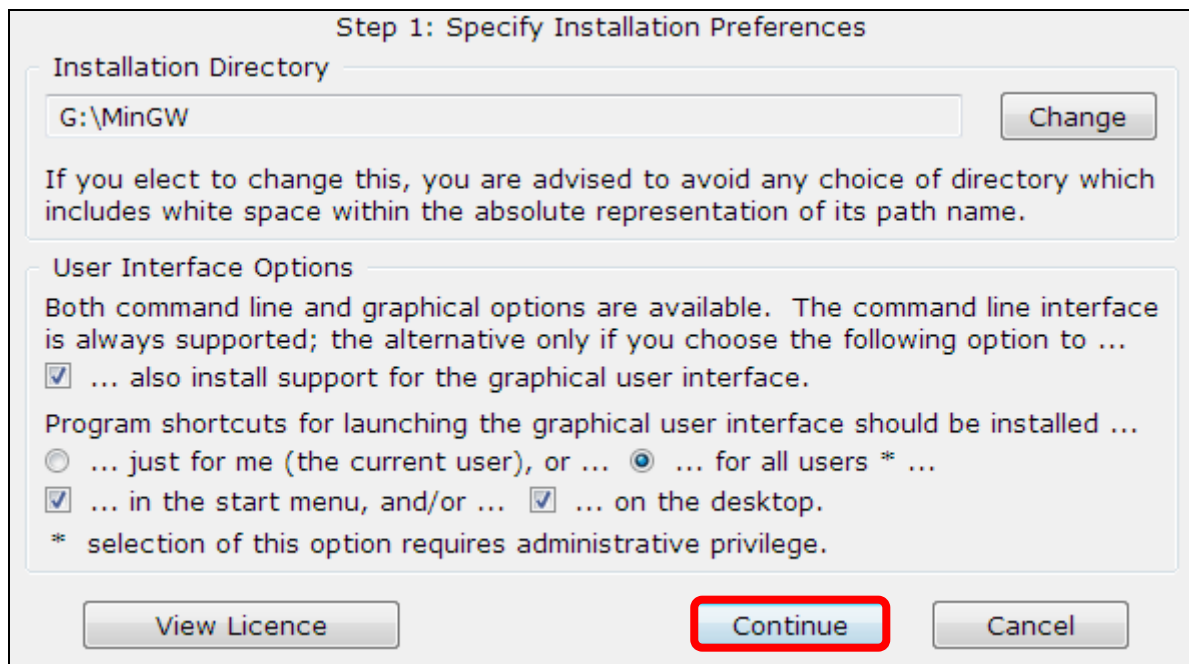 Step 1: Specify Installation Preferences
Installation Directory
G:\MinGW
Change
If you elect to change this, you are advised to avoid any choice of directory which
includes white space within the absolute representation of its path name.
User Interface Options
Both command line and graphical options are available.  The command line interface
is always supported; the alternative only if you choose the following option to ...
... also install support for the graphical user interface.
Program shortcuts for launching the graphical user interface should be installed ...
... just for me (the current user), or ... ... for all users * ...
... in the start menu, and/or ... ... on the desktop.
* selection of this option requires administrative privilege.
View Licence Continue Cancel